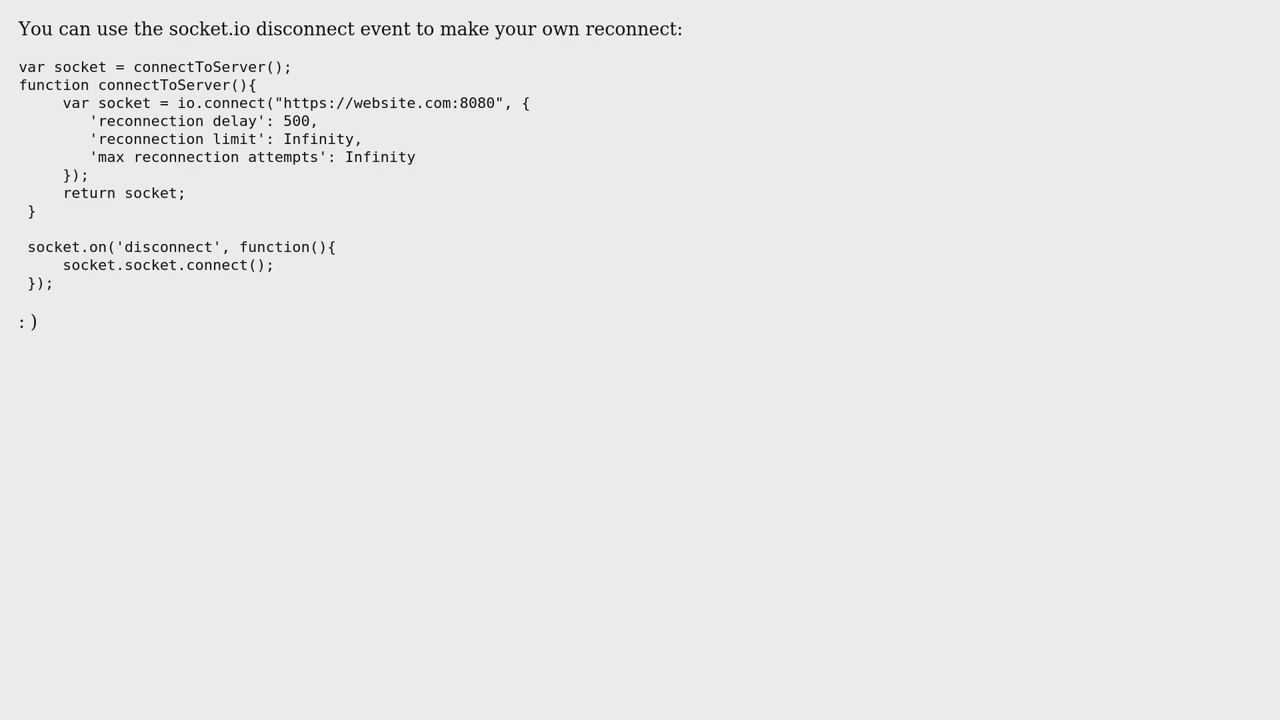 You can use the socket.io disconnect event to make your own reconnect:
var socket = connectToServer();
function connectToServer(){
     var socket = io.connect("https://website.com:8080", {
        'reconnection delay': 500,
        'reconnection limit': Infinity,
        'max reconnection attempts': Infinity
     });
     return socket;
 }
 socket.on('disconnect', function(){
     socket.socket.connect();
 });
: )